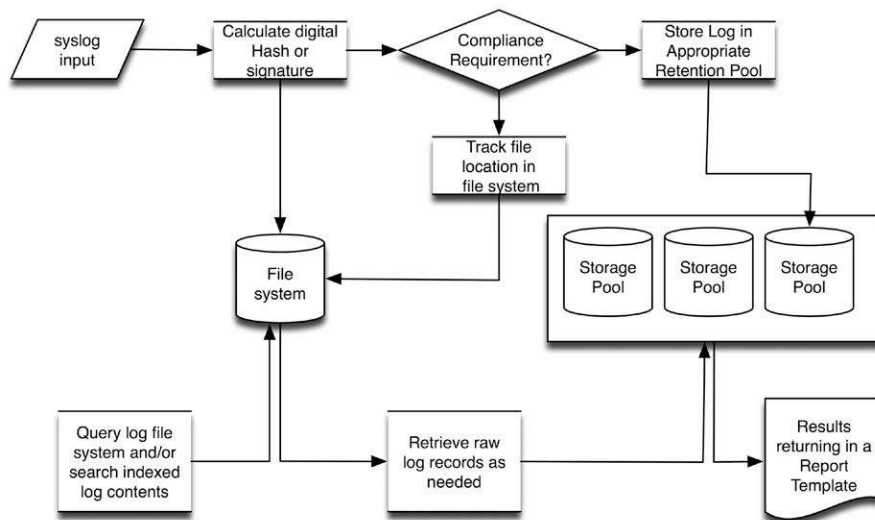 syslog
input
Calculate digital
Hash or
signature
Compliance
Requirement?
Store Log in
Appropriate
Retention Pool
Track file
location in
file system
File
system
Storage
Pool
Storage
Pool
Storage
Pool
Query log file
system and/or
search indexed
log contents
Retrieve raw
log records as
needed
Results
returning in a
Report
Template